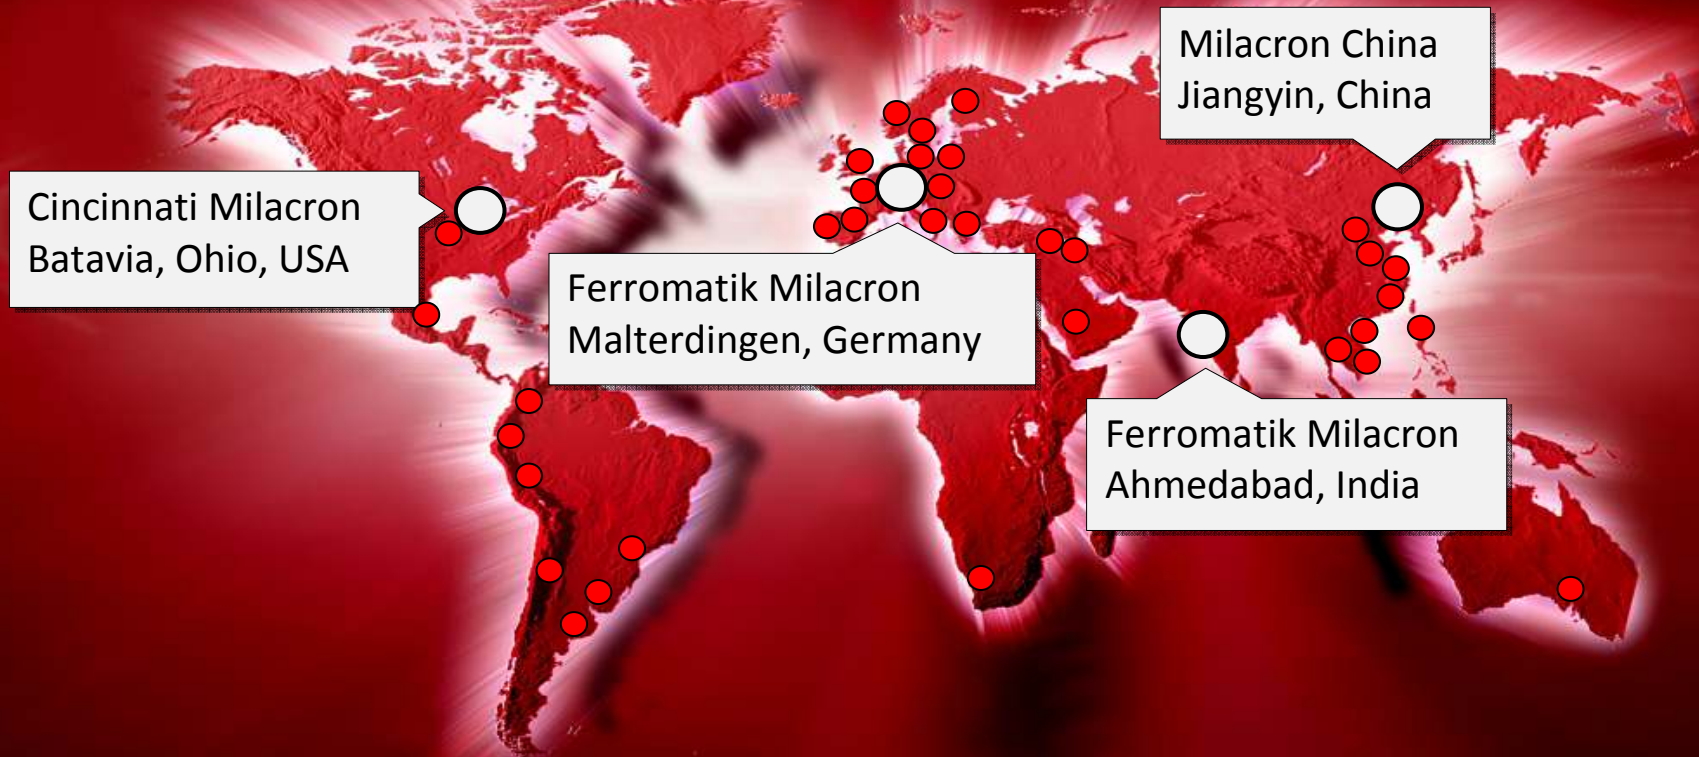 Milacron China
Jiangyin, China
Cincinnati Milacron
Batavia, Ohio, USA
Ferromatik Milacron
Malterdingen, Germany
Ferromatik Milacron
Ahmedabad, India